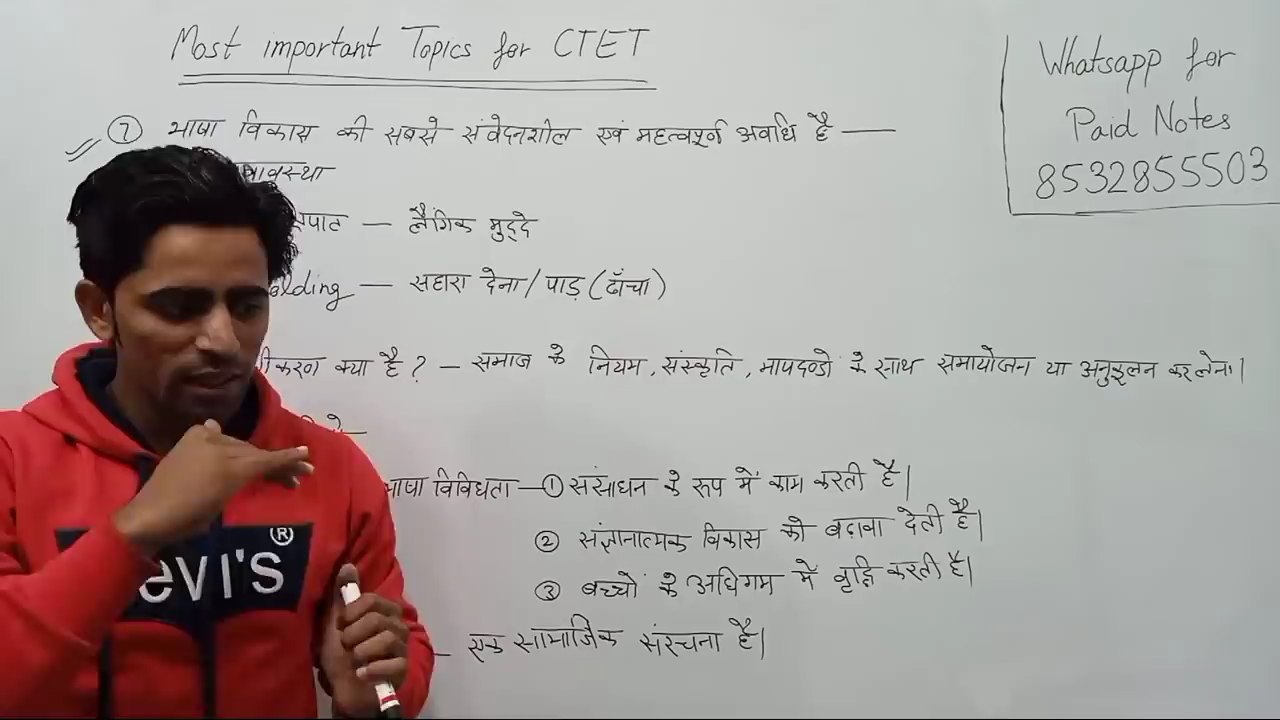 Most important Topics for CTET
Whatsapp for
Paid Notes
8532855503
⑦ भाषा विकास की सबसे संवेदनशील एवं महत्वपूर्ण अवधि है —
वस्था
— लैंगिक मुद्दे
olding — सहारा देना/पाड़ (ढाँचा)
ीकरण क्या है? — समाज के नियम, संस्कृति, मापदण्डो के साथ समायोजन या अनुकूलन कर लेना।
भाषा विविधता — ① संसाधन के रूप में काम करती है।
② संज्ञानात्मक विकास को बढ़ावा देती है।
③ बच्चों के अधिगम में वृद्धि करती है।
— एक सामाजिक संरचना है।
evi's ®